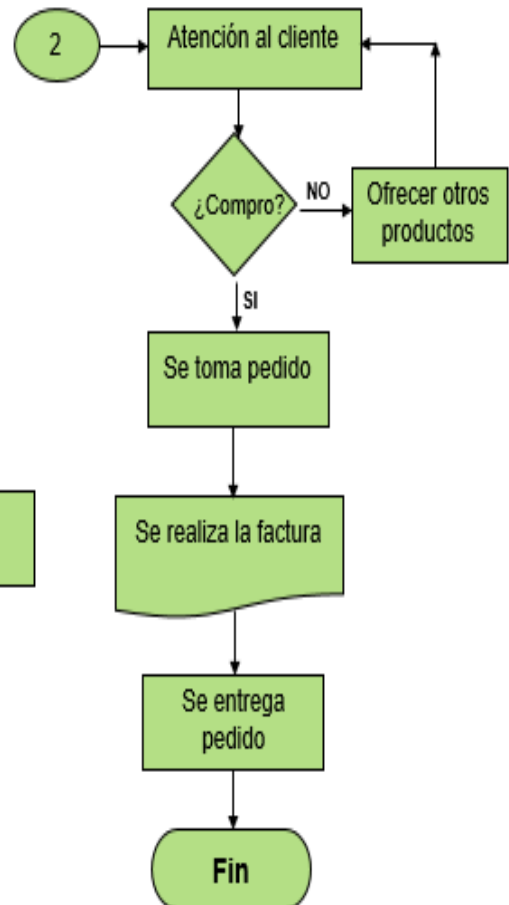 2
Atención al cliente
¿Compro?
NO
Ofrecer otros
productos
SI
Se toma pedido
Se realiza la factura
Se entrega
pedido
Fin